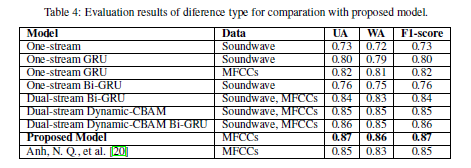 Table 4: Evaluation results of diference type for comparation with proposed model.
Model Data UA WA F1-score
One-stream Soundwave 0.73 0.72 0.73
One-stream GRU Soundwave 0.80 0.79 0.80
One-stream GRU MFCCs 0.82 0.81 0.82
One-stream Bi-GRU Soundwave 0.76 0.75 0.76
Dual-stream Bi-GRU Soundwave, MFCCs 0.84 0.83 0.84
Dual-stream Dynamic-CBAM Soundwave, MFCCs 0.85 0.85 0.85
Dual-stream Dynamic-CBAM Bi-GRU Soundwave, MFCCs 0.86 0.85 0.86
Proposed Model MFCCs 0.87 0.86 0.87
Anh, N. Q., et al. [20] MFCCs 0.85 0.83 0.85